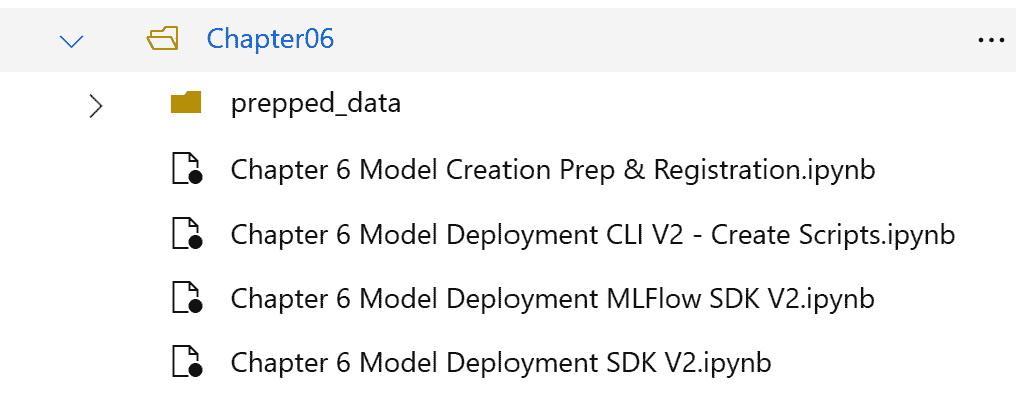 Chapter06
prepped_data
Chapter 6 Model Creation Prep & Registration.ipynb
Chapter 6 Model Deployment CLI V2 - Create Scripts.ipynb
Chapter 6 Model Deployment MLFlow SDK V2.ipynb
Chapter 6 Model Deployment SDK V2.ipynb